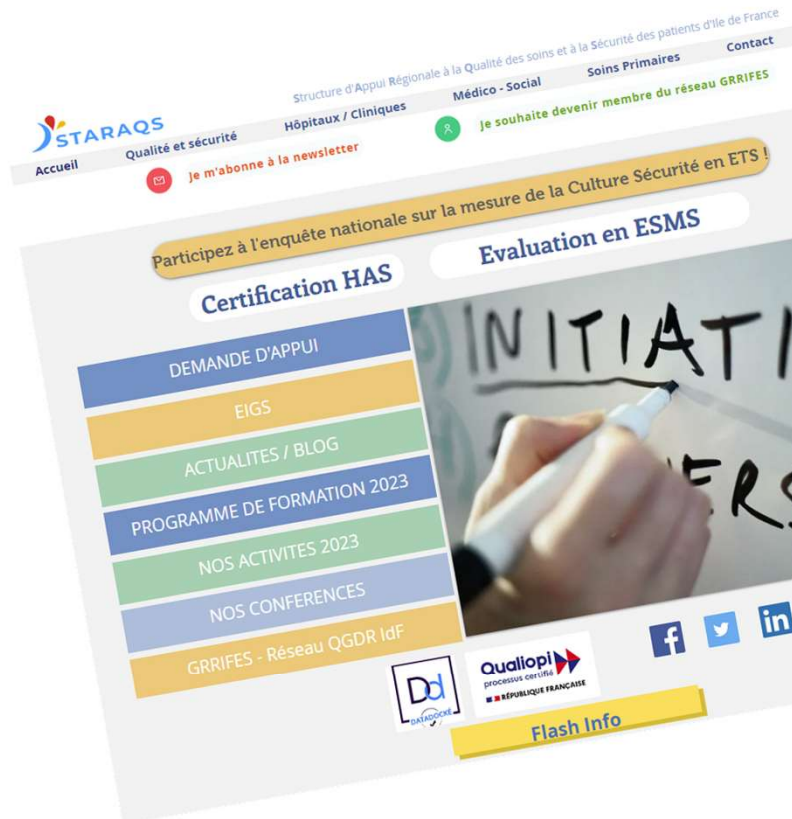 Structure d'Appui Régionale à la Qualité des soins et à la Sécurité des patients d'Ile de France
STARAQS
Accueil
Qualité et sécurité
Hôpitaux / Cliniques
Médico - Social
Soins Primaires
Contact
Je m'abonne à la newsletter
Je souhaite devenir membre du réseau GRRIFES
Participez à l'enquête nationale sur la mesure de la Culture Sécurité en ETS !
Certification HAS
Evaluation en ESMS
DEMANDE D'APPUI
EIGS
ACTUALITES / BLOG
PROGRAMME DE FORMATION 2023
NOS ACTIVITES 2023
NOS CONFERENCES
GRRIFES - Réseau QGDR IdF
INITIATI
ERS
Dd
DATADOCKÉ
Qualiopi
processus certifié
RÉPUBLIQUE FRANÇAISE
f
in
Flash Info